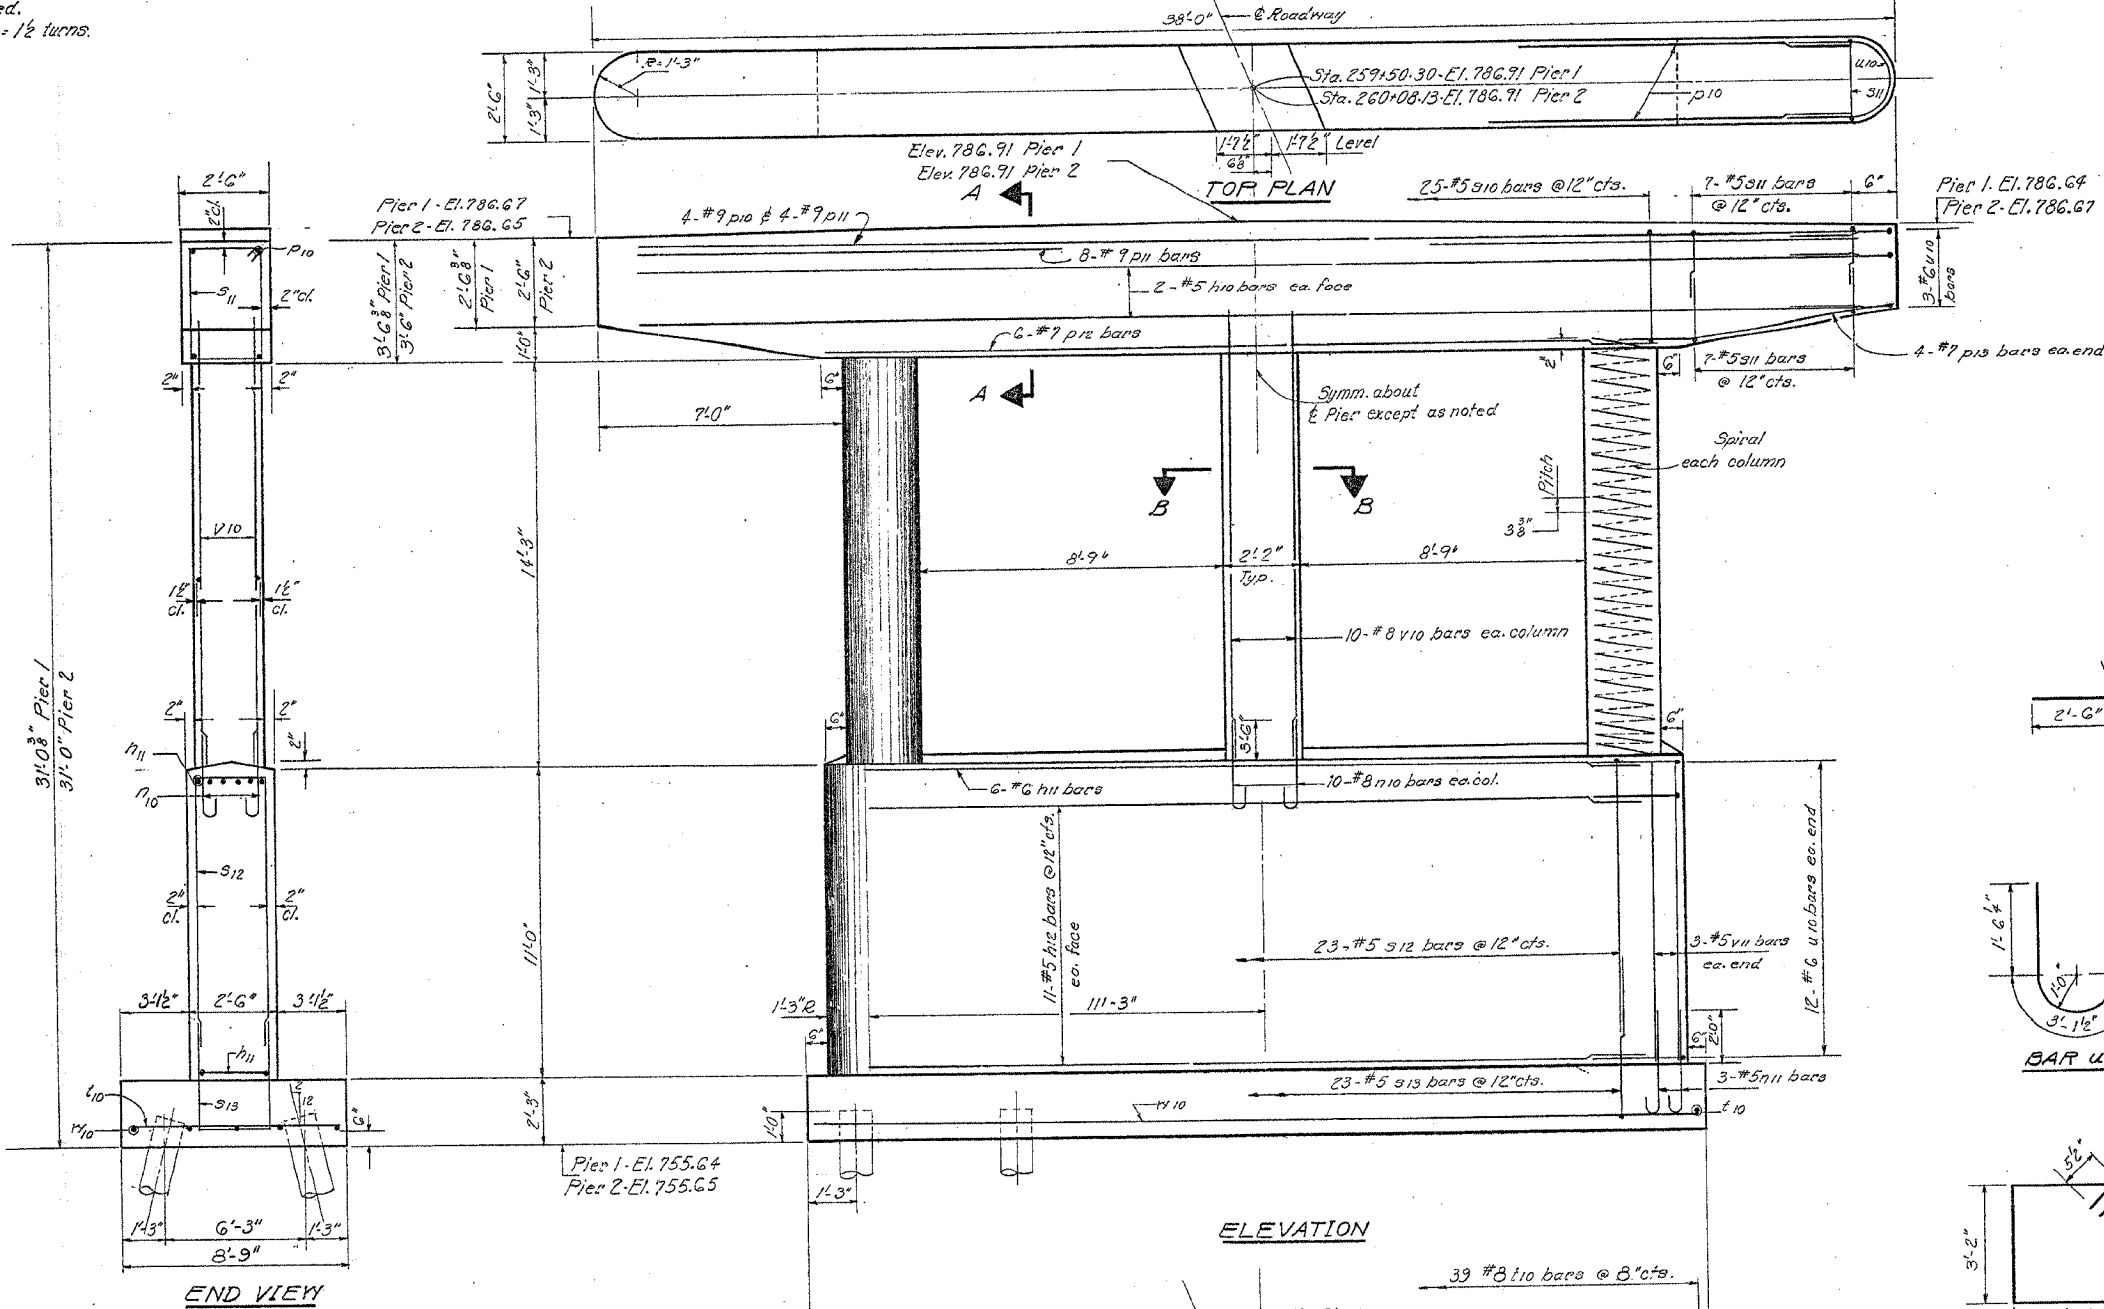 ed.
= 1½ turns.
38'-0"
₵ Roadway
R=1'-3"
2'-6"
1'-3"
1'-3"
Sta. 259+50.30-El. 786.91 Pier 1
Sta. 260+08.13-El. 786.91 Pier 2
p10
u10
s11
1'-7½"
1'-7½"
Level
6⅝"
Elev. 786.91 Pier 1
Elev. 786.91 Pier 2
TOP PLAN
A
25-#5 s10 bars @ 12" cts.
7-#5 s11 bars
@ 12" cts.
6"
Pier 1-El. 786.64
Pier 2-El. 786.67
2'-6"
2"cl.
P10
s11
2"cl.
Pier 1-El. 786.67
Pier 2-El. 786.65
4-#9 p10 & 4-#9 p11
8-#9 p11 bars
2-#5 h10 bars ea. face
3'-6⅜" Pier 1
3'-6" Pier 2
2'-6⅜"
Pier 1
2'-6"
Pier 2
1'-0"
6-#7 p12 bars
3-#6 u10
bars
4-#7 p13 bars ea. end
2"
2"
6"
7'-0"
A
Symm. about
₵ Pier except as noted
2"
6"
7-#5 s11 bars
@ 12" cts.
Spiral
each column
Pitch
3⅜"
B
B
V10
1½"
cl.
1½"
cl.
14'-3"
8'-9"
2'-2"
Typ.
8'-9"
10-#8 v10 bars ea. column
31'-0⅜" Pier 1
31'-0" Pier 2
2"
2"
2"
n11
n10
6"
3'-6"
6"
6-#6 h11 bars
10-#8 n10 bars ea. col.
s12
2"
cl.
2"
cl.
11'-0"
11-#5 h12 bars @ 12" cts.
ea. face
23-#5 s12 bars @ 12" cts.
3-#5 v11 bars
ea. end
12-#6 u10 bars ea. end
2'-6"
3'-1½"
2'-6"
3'-1½"
1'-3"R
6"
11'-3"
6"
2'-0"
1'-6¼"
1'-0"
3'-1½"
BAR u
h11
t10
s13
2
12
6"
w10
2'-3"
1'-0"
23-#5 s13 bars @ 12" cts.
w10
3-#5 n11 bars
t10
Pier 1-El. 755.64
Pier 2-El. 755.65
1'-3"
1'-3"
6'-3"
1'-3"
8'-9"
END VIEW
ELEVATION
5½"
3'-2"
39 #8 t10 bars @ 8" cts.